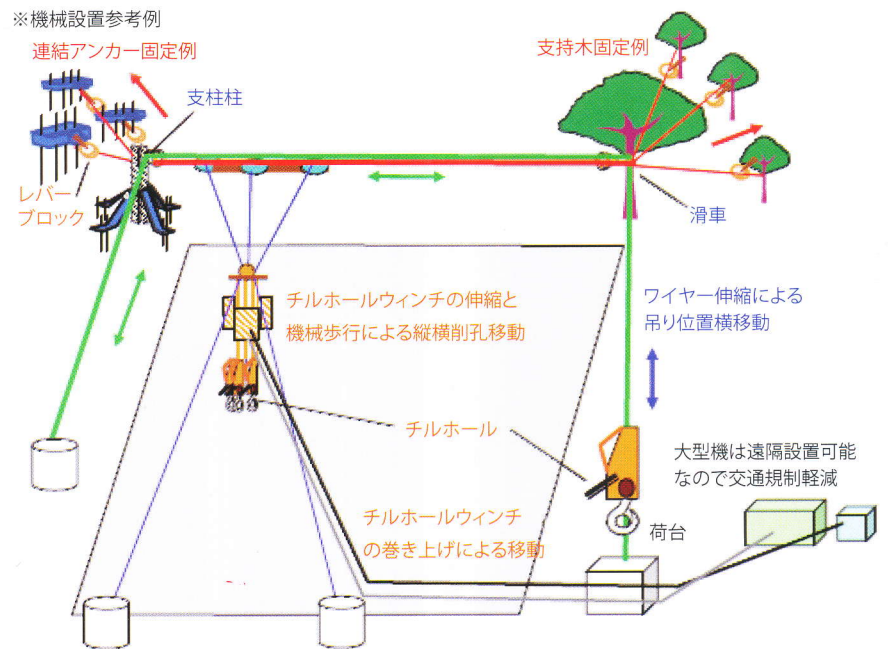 ※機械設置参考例
連結アンカー固定例
支持木固定例
支柱柱
レバー
ブロック
滑車
チルホールウィンチの伸縮と
機械歩行による縦横削孔移動
ワイヤー伸縮による
吊り位置横移動
チルホール
大型機は遠隔設置可能
なので交通規制軽減
チルホールウィンチ
の巻き上げによる移動
荷台